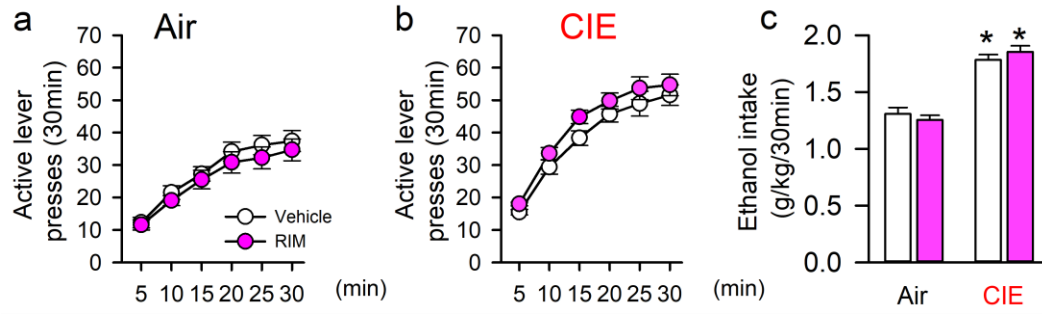 a Air
Active lever
presses (30min)
70
60
50
40
30
20
10
0
Vehicle
RIM
5 10 15 20 25 30 (min)
b CIE
Active lever
presses (30min)
70
60
50
40
30
20
10
0
5 10 15 20 25 30 (min)
c
Ethanol intake
(g/kg/30min)
2.0
1.5
1.0
0.5
0.0
* *
Air CIE